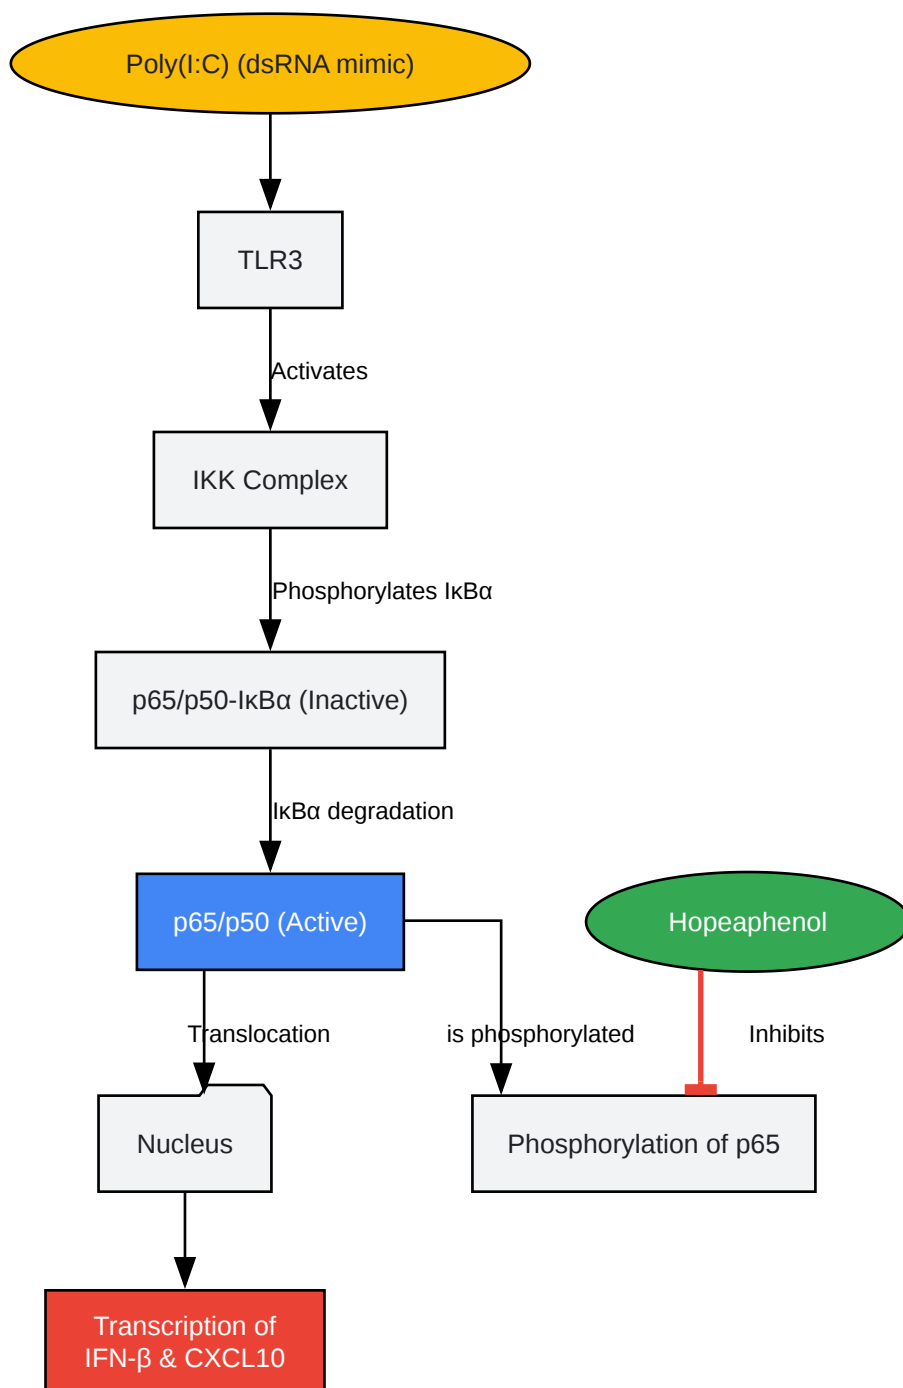 Poly(I:C) (dsRNA mimic)
TLR3
Activates
IKK Complex
Phosphorylates IκBα
p65/p50-IκBα (Inactive)
IκBα degradation
p65/p50 (Active)
Hopeaphenol
Translocation
is phosphorylated
Inhibits
Nucleus
Phosphorylation of p65
Transcription of
IFN-β & CXCL10